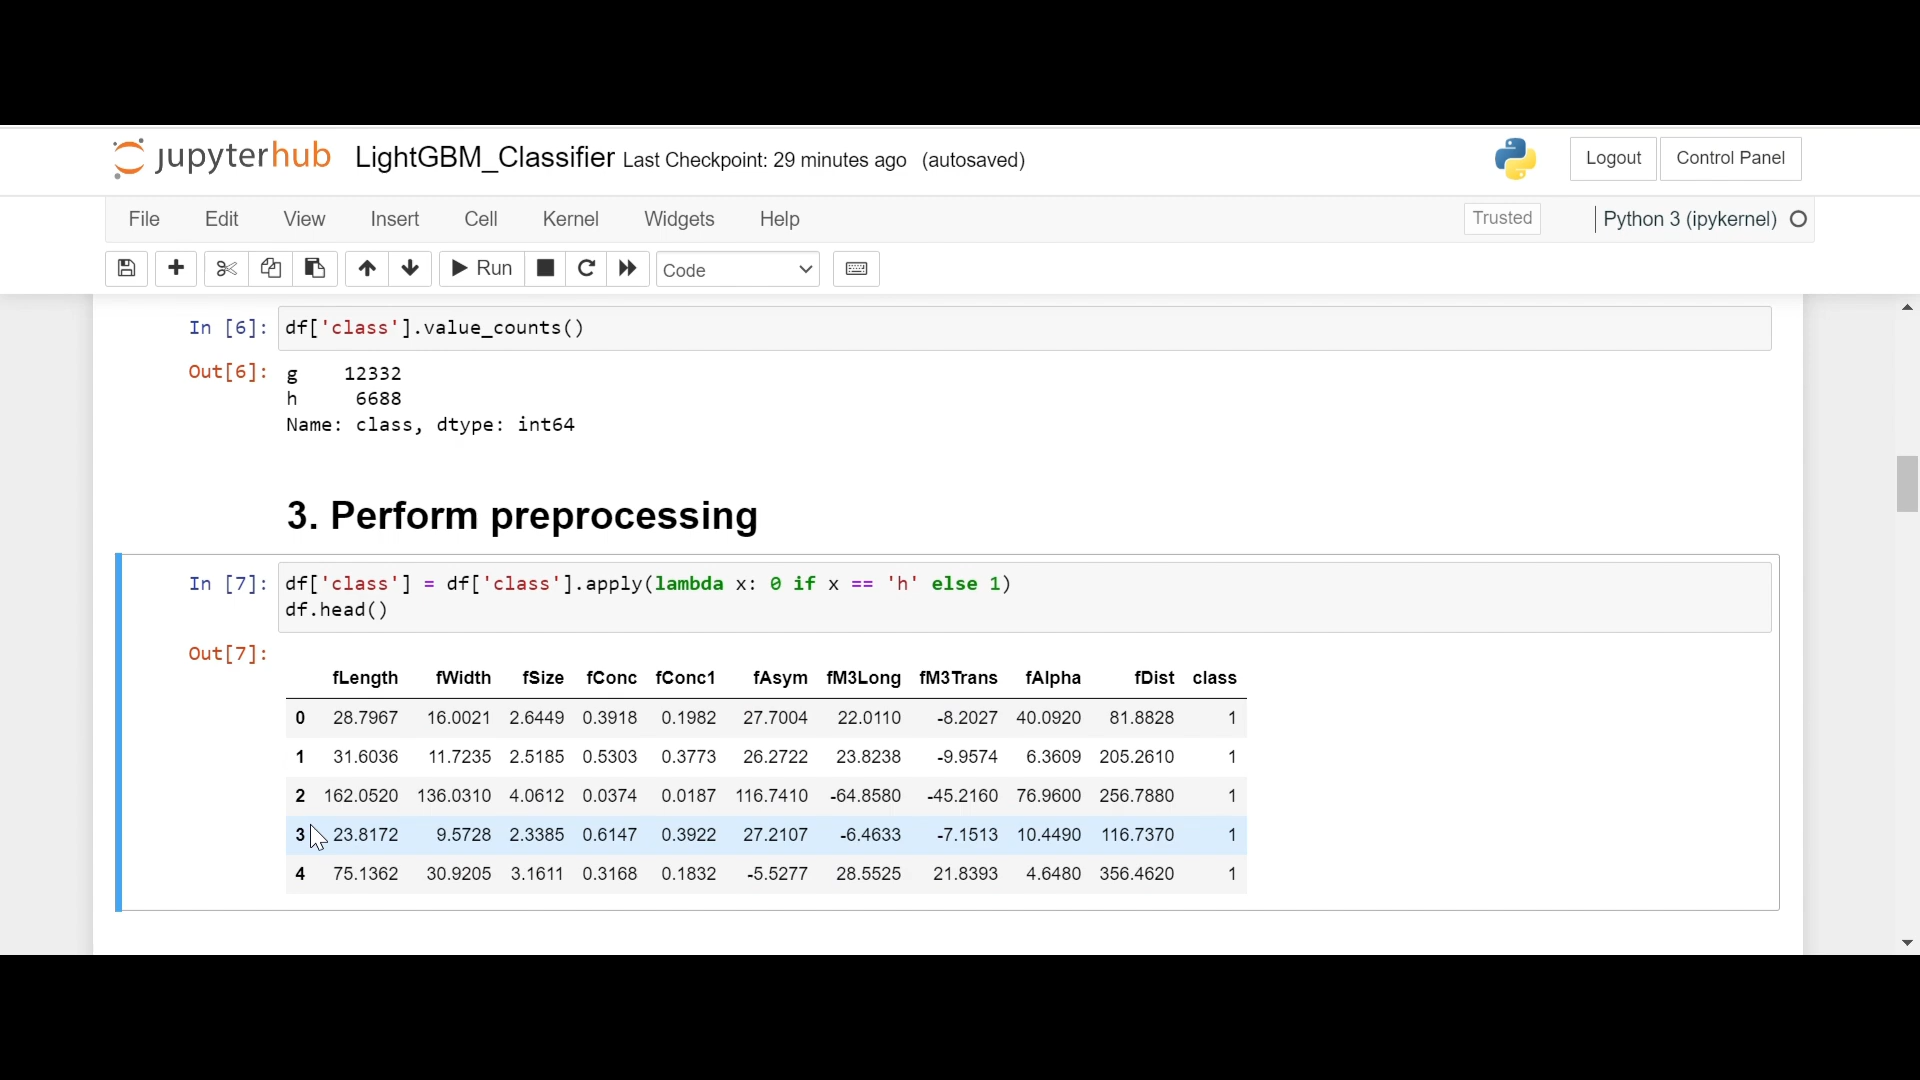 jupyterhub LightGBM_Classifier Last Checkpoint: 29 minutes ago (autosaved) Logout Control Panel
File Edit View Insert Cell Kernel Widgets Help Trusted Python 3 (ipykernel)
Run Code
In [6]: df['class'].value_counts()
Out[6]: g 12332
h 6688
Name: class, dtype: int64
3. Perform preprocessing
In [7]: df['class'] = df['class'].apply(lambda x: 0 if x == 'h' else 1)
df.head()
Out[7]:
fLength fWidth fSize fConc fConc1 fAsym fM3Long fM3Trans fAlpha fDist class
0 28.7967 16.0021 2.6449 0.3918 0.1982 27.7004 22.0110 -8.2027 40.0920 81.8828 1
1 31.6036 11.7235 2.5185 0.5303 0.3773 26.2722 23.8238 -9.9574 6.3609 205.2610 1
2 162.0520 136.0310 4.0612 0.0374 0.0187 116.7410 -64.8580 -45.2160 76.9600 256.7880 1
3 23.8172 9.5728 2.3385 0.6147 0.3922 27.2107 -6.4633 -7.1513 10.4490 116.7370 1
4 75.1362 30.9205 3.1611 0.3168 0.1832 -5.5277 28.5525 21.8393 4.6480 356.4620 1